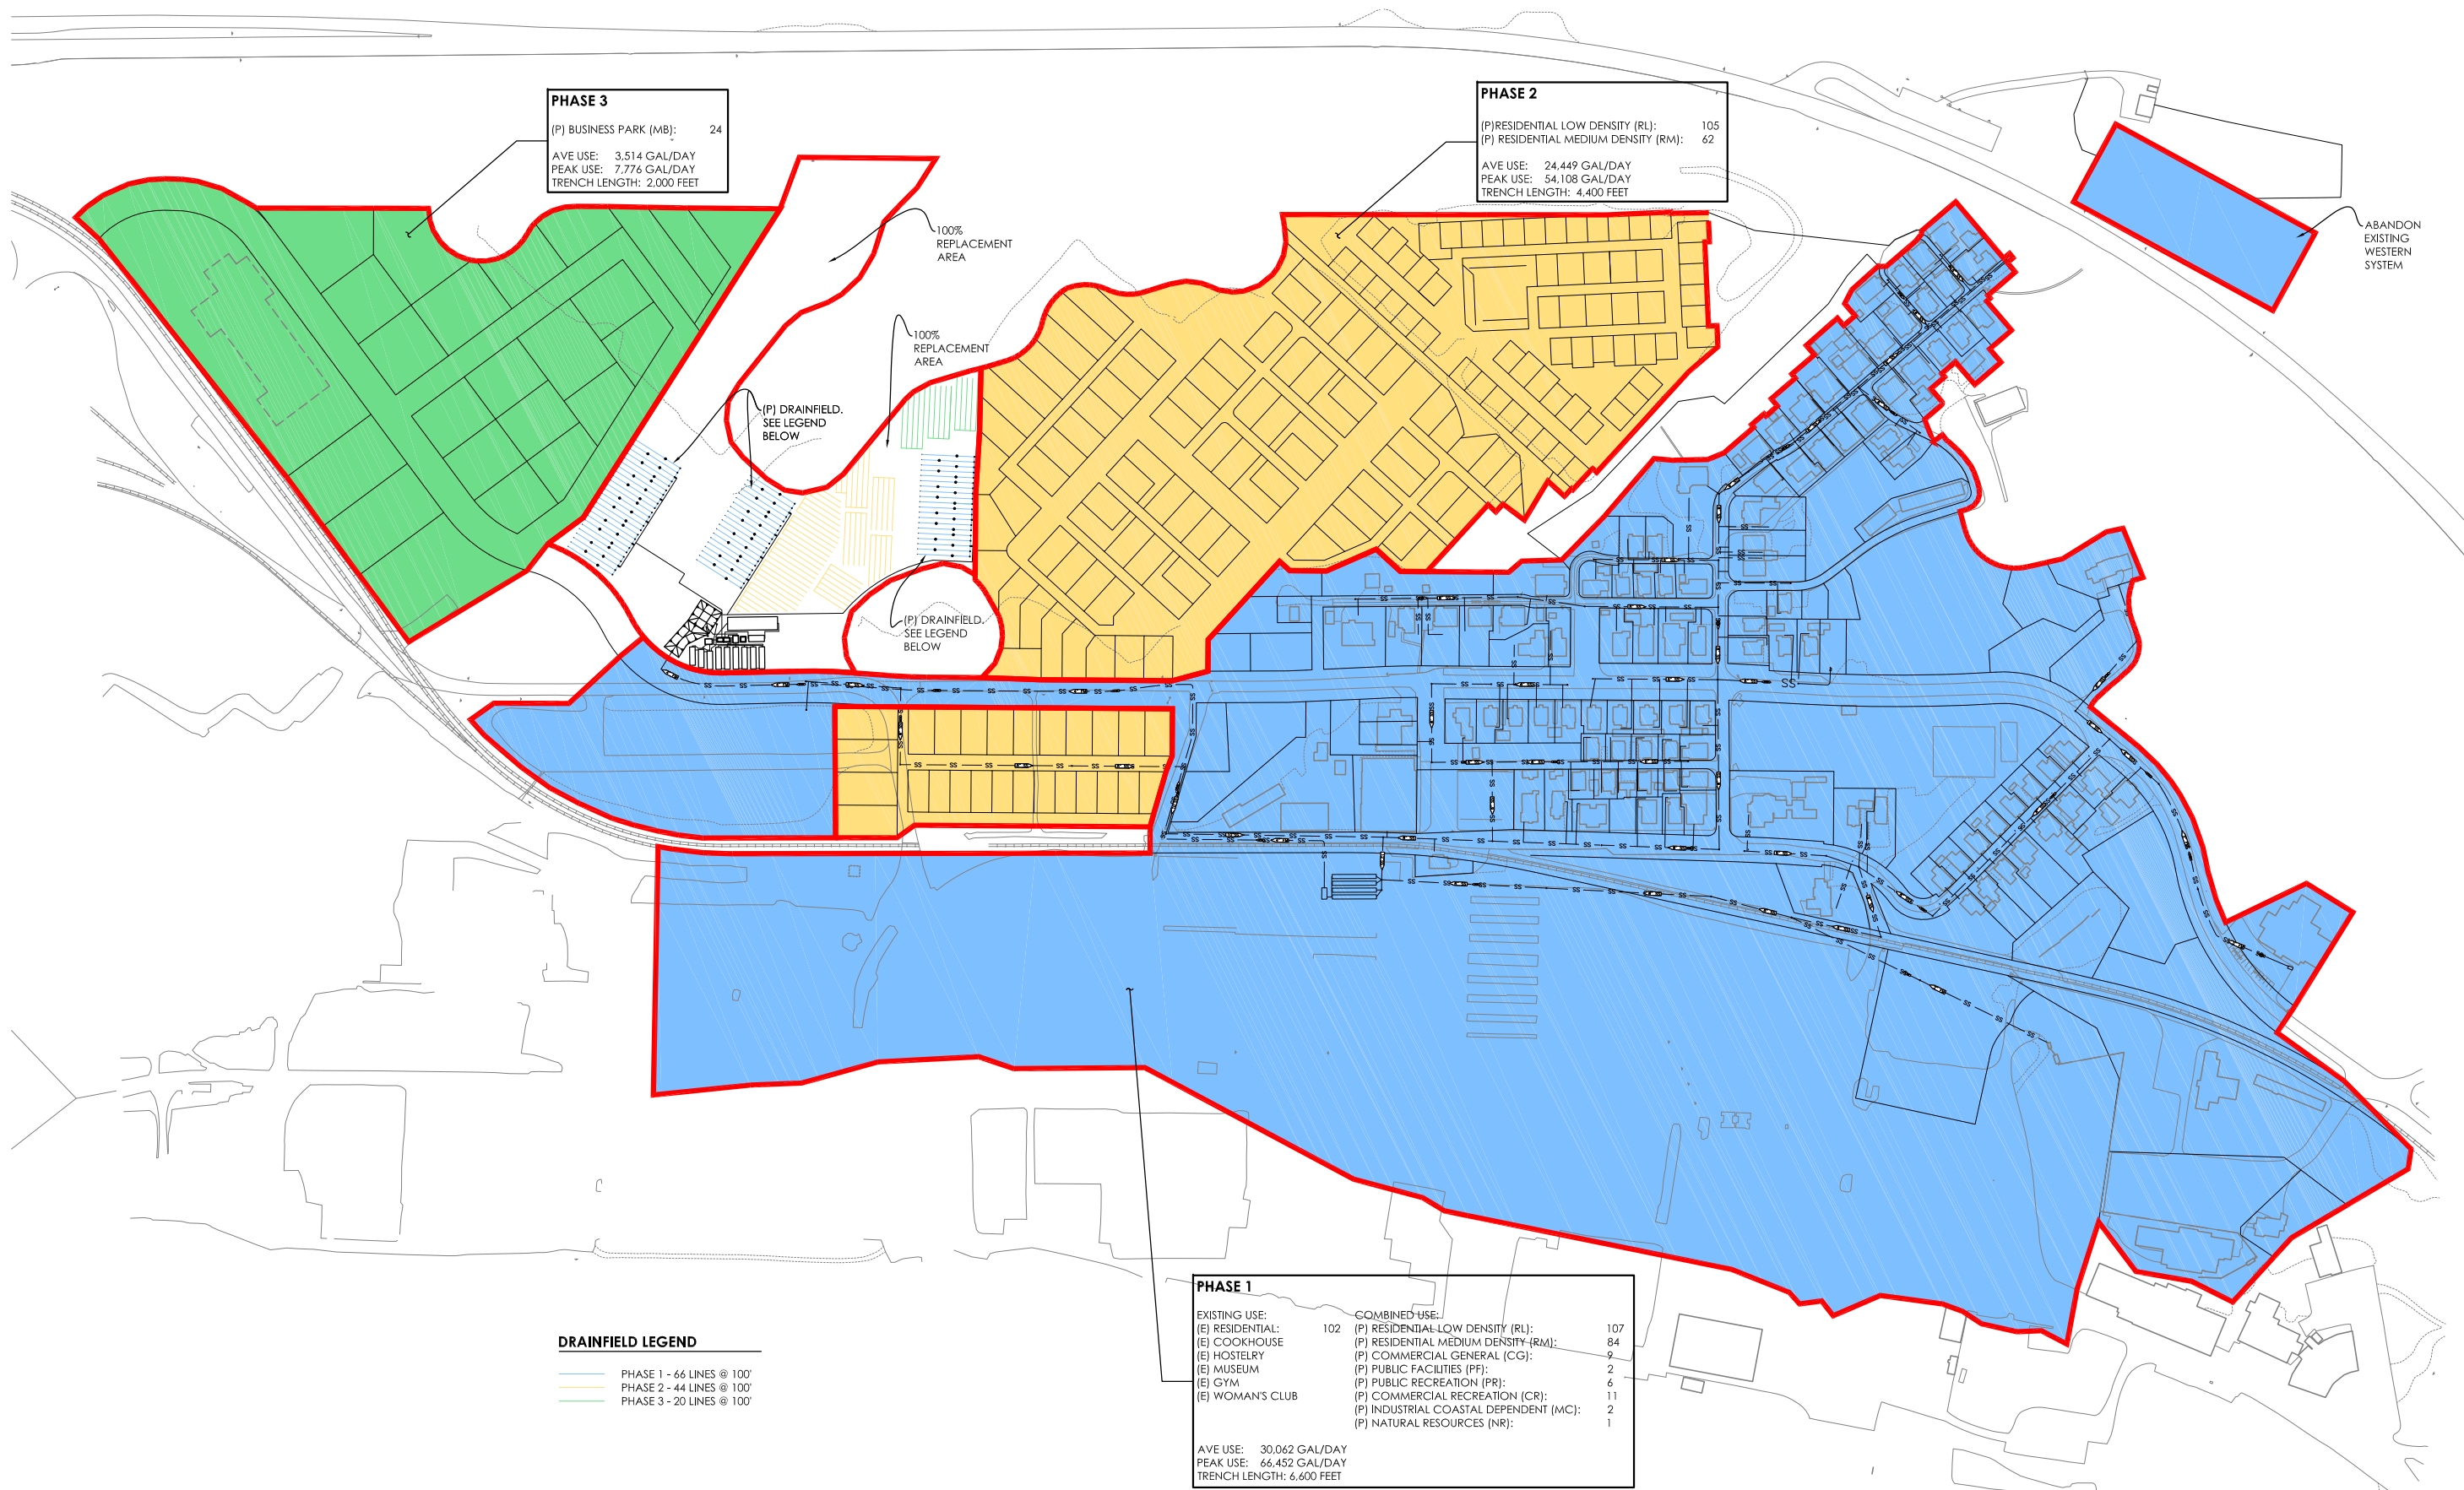 PHASE 3
(P) BUSINESS PARK (MB): 24
AVE USE: 3,514 GAL/DAY
PEAK USE: 7,776 GAL/DAY
TRENCH LENGTH: 2,000 FEET
PHASE 2
(P)RESIDENTIAL LOW DENSITY (RL): 105
(P) RESIDENTIAL MEDIUM DENSITY (RM): 62
AVE USE: 24,449 GAL/DAY
PEAK USE: 54,108 GAL/DAY
TRENCH LENGTH: 4,400 FEET
ABANDON
EXISTING
WESTERN
SYSTEM
100%
REPLACEMENT
AREA
100%
REPLACEMENT
AREA
(P) DRAINFIELD.
SEE LEGEND
BELOW
(P) DRAINFIELD.
SEE LEGEND
BELOW
PHASE 1
EXISTING USE: COMBINED USE:
(E) RESIDENTIAL: 102 (P) RESIDENTIAL LOW DENSITY (RL): 107
(E) COOKHOUSE (P) RESIDENTIAL MEDIUM DENSITY (RM): 84
(E) HOSTELRY (P) COMMERCIAL GENERAL (CG): 9
(E) MUSEUM (P) PUBLIC FACILITIES (PF): 2
(E) GYM (P) PUBLIC RECREATION (PR): 6
(E) WOMAN'S CLUB (P) COMMERCIAL RECREATION (CR): 11
(P) INDUSTRIAL COASTAL DEPENDENT (MC): 2
(P) NATURAL RESOURCES (NR): 1
AVE USE: 30,062 GAL/DAY
PEAK USE: 66,452 GAL/DAY
TRENCH LENGTH: 6,600 FEET
DRAINFIELD LEGEND
PHASE 1 - 66 LINES @ 100'
PHASE 2 - 44 LINES @ 100'
PHASE 3 - 20 LINES @ 100'